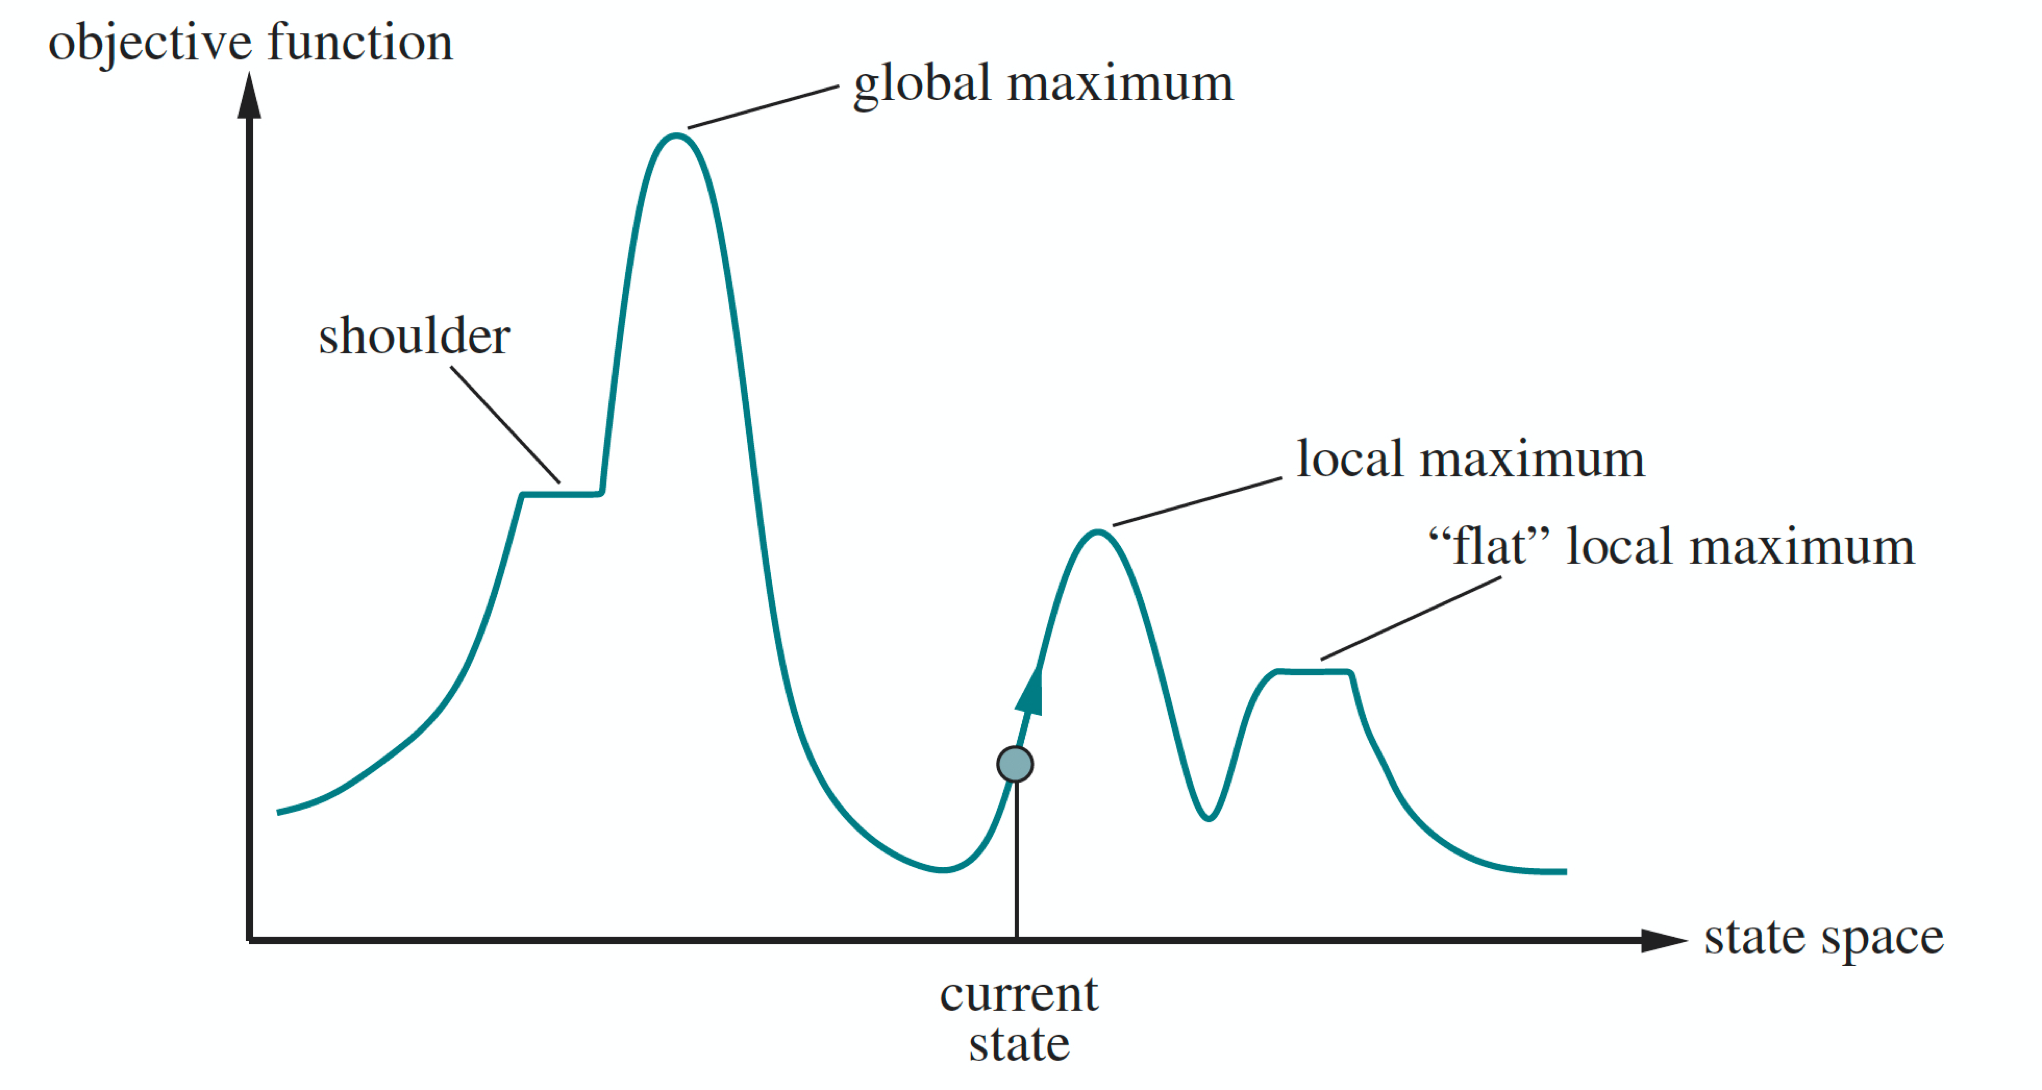 objective function
global maximum
shoulder
local maximum
“flat” local maximum
state space
current
state